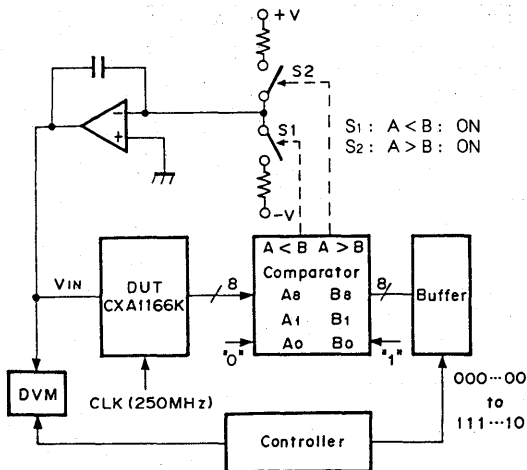 +V
S2
S1
S1: A<B: ON
S2: A>B: ON
-V
A<B A>B
Comparator
A8 B8
A1 B1
A0 B0
"0"
"1"
VIN
DUT
CXA1166K
8
8
Buffer
DVM
CLK (250MHz)
000···00
to
111···10
Controller
-
+